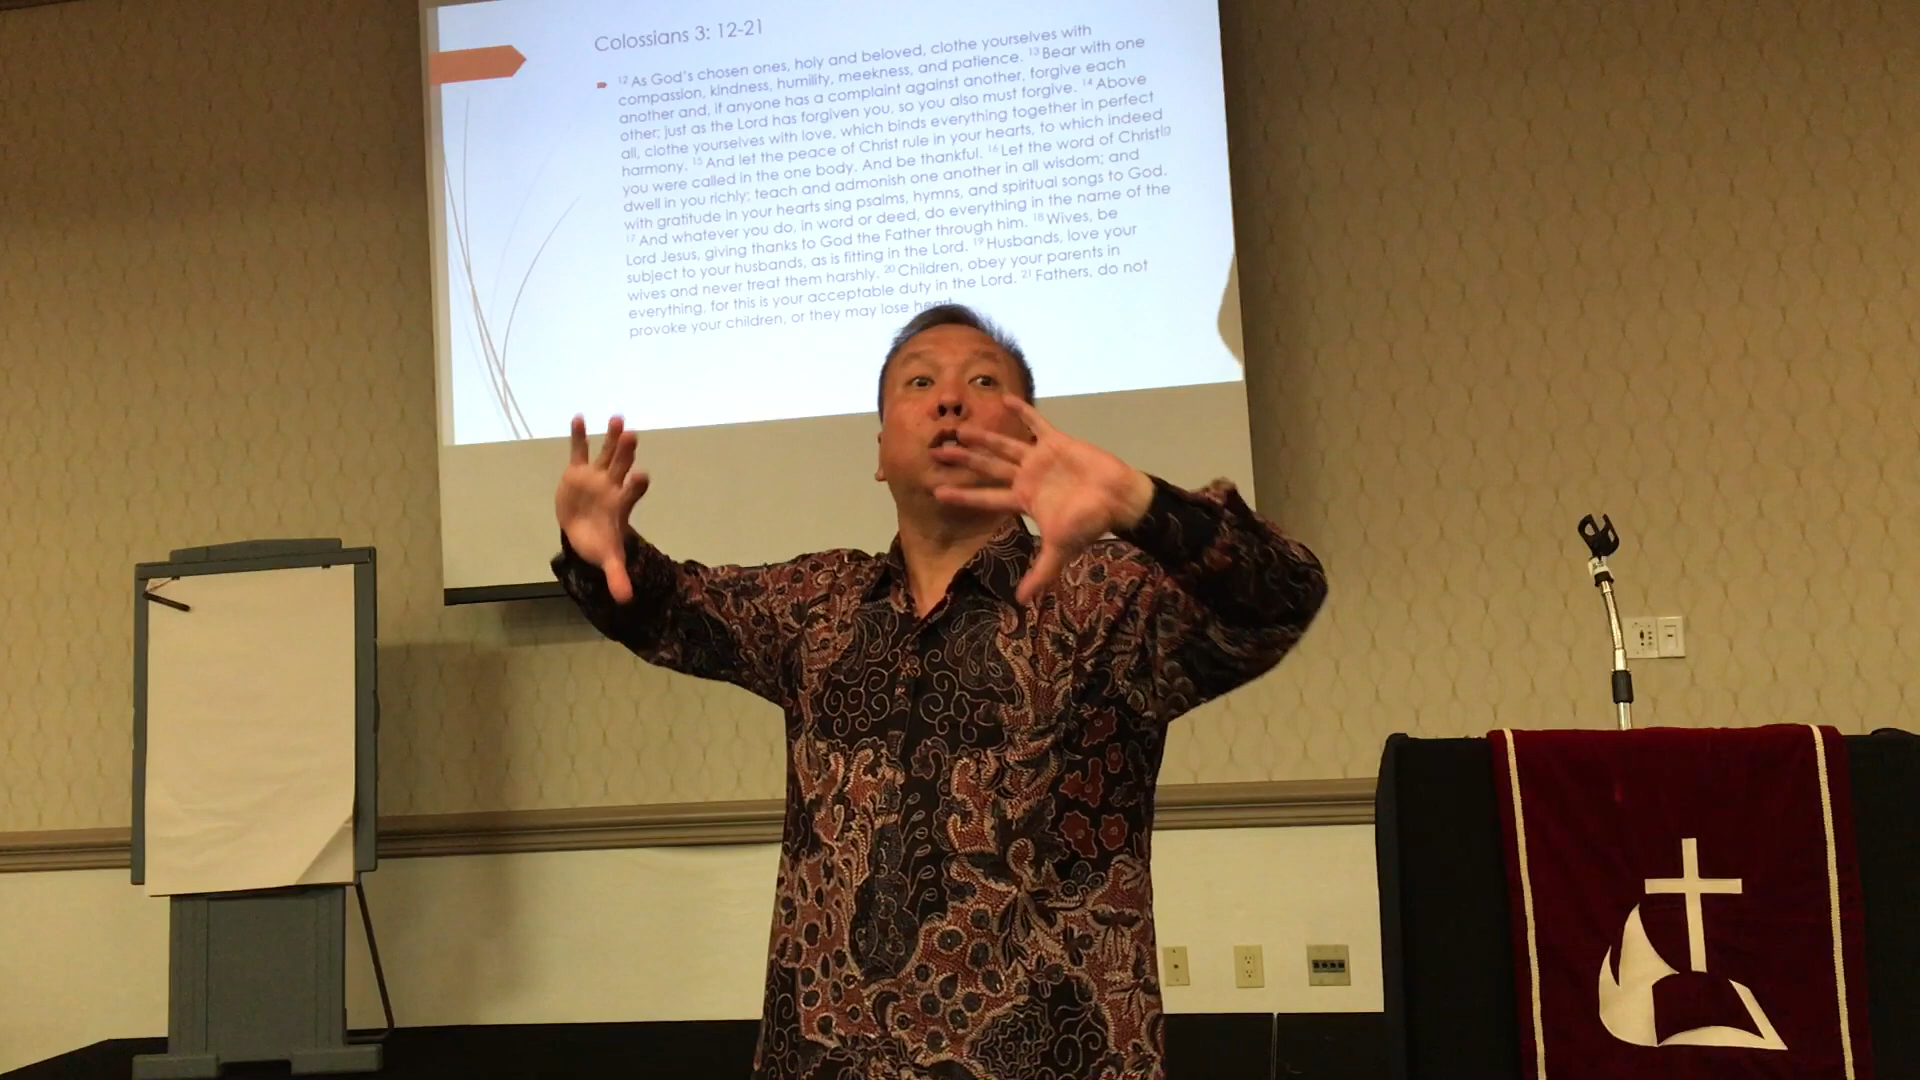 Colossians 3: 12-21
12 As God's chosen ones, holy and beloved, clothe yourselves with
compassion, kindness, humility, meekness, and patience. 13 Bear with one
another and, if anyone has a complaint against another, forgive each
other; just as the Lord has forgiven you, so you also must forgive. 14 Above
all, clothe yourselves with love, which binds everything together in perfect
harmony. 15 And let the peace of Christ rule in your hearts, to which indeed
you were called in the one body. And be thankful. 16 Let the word of Christ
dwell in you richly; teach and admonish one another in all wisdom; and
with gratitude in your hearts sing psalms, hymns, and spiritual songs to God.
17 And whatever you do, in word or deed, do everything in the name of the
Lord Jesus, giving thanks to God the Father through him. 18 Wives, be
subject to your husbands, as is fitting in the Lord. 19 Husbands, love your
wives and never treat them harshly. 20 Children, obey your parents in
everything, for this is your acceptable duty in the Lord. 21 Fathers, do not
provoke your children, or they may lose